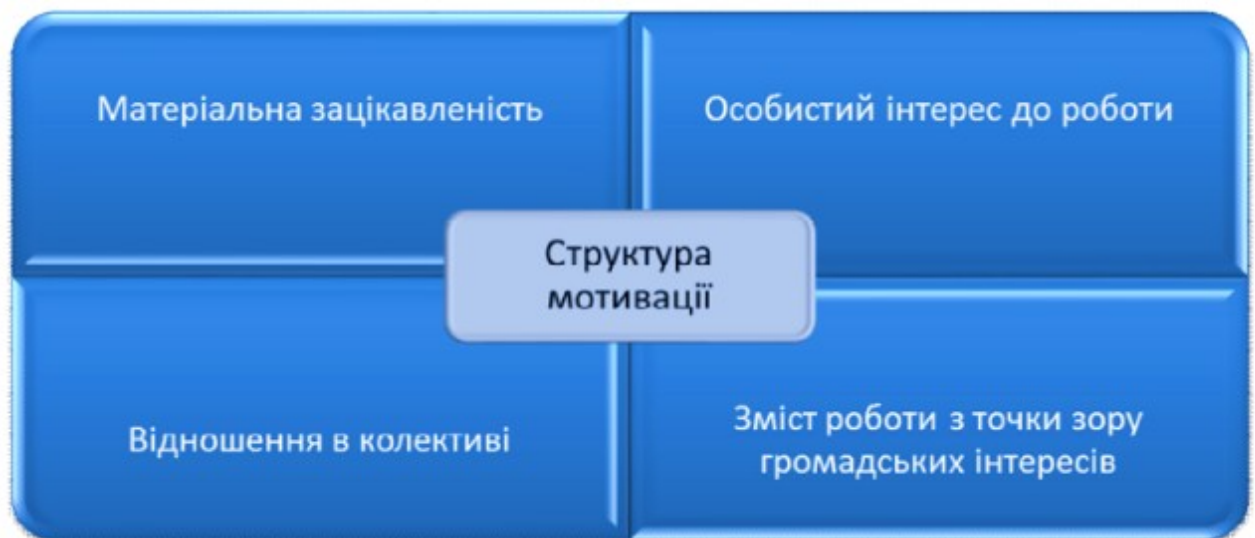 Матеріальна зацікавленість
Особистий інтерес до роботи
Структура
мотивації
Відношення в колективі
Зміст роботи з точки зору
громадських інтересів